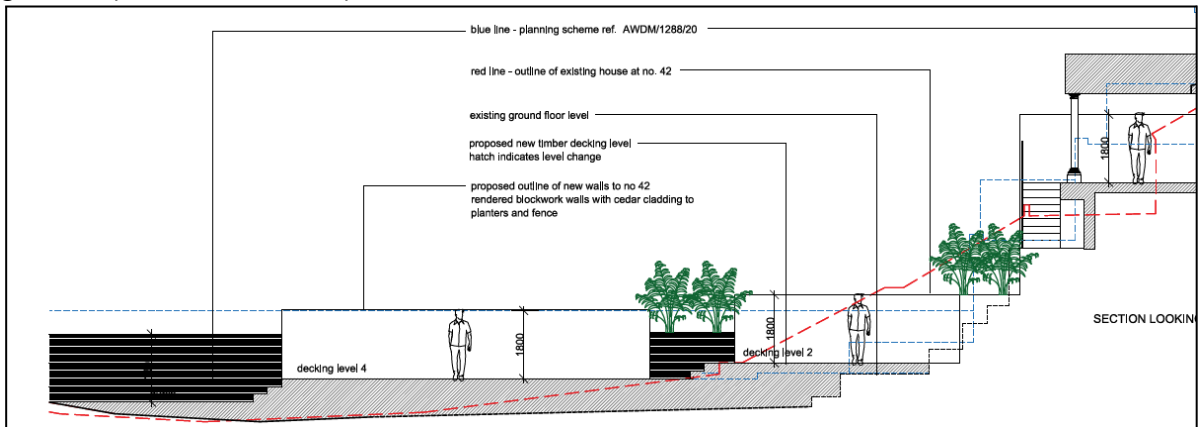 blue line - planning scheme ref. AWDM/1288/20
red line - outline of existing house at no. 42
existing ground floor level
proposed new timber decking level
hatch indicates level change
proposed outline of new walls to no 42
rendered blockwork walls with cedar cladding to
planters and fence
1800
1800
1800
decking level 2
decking level 4
SECTION LOOKIN